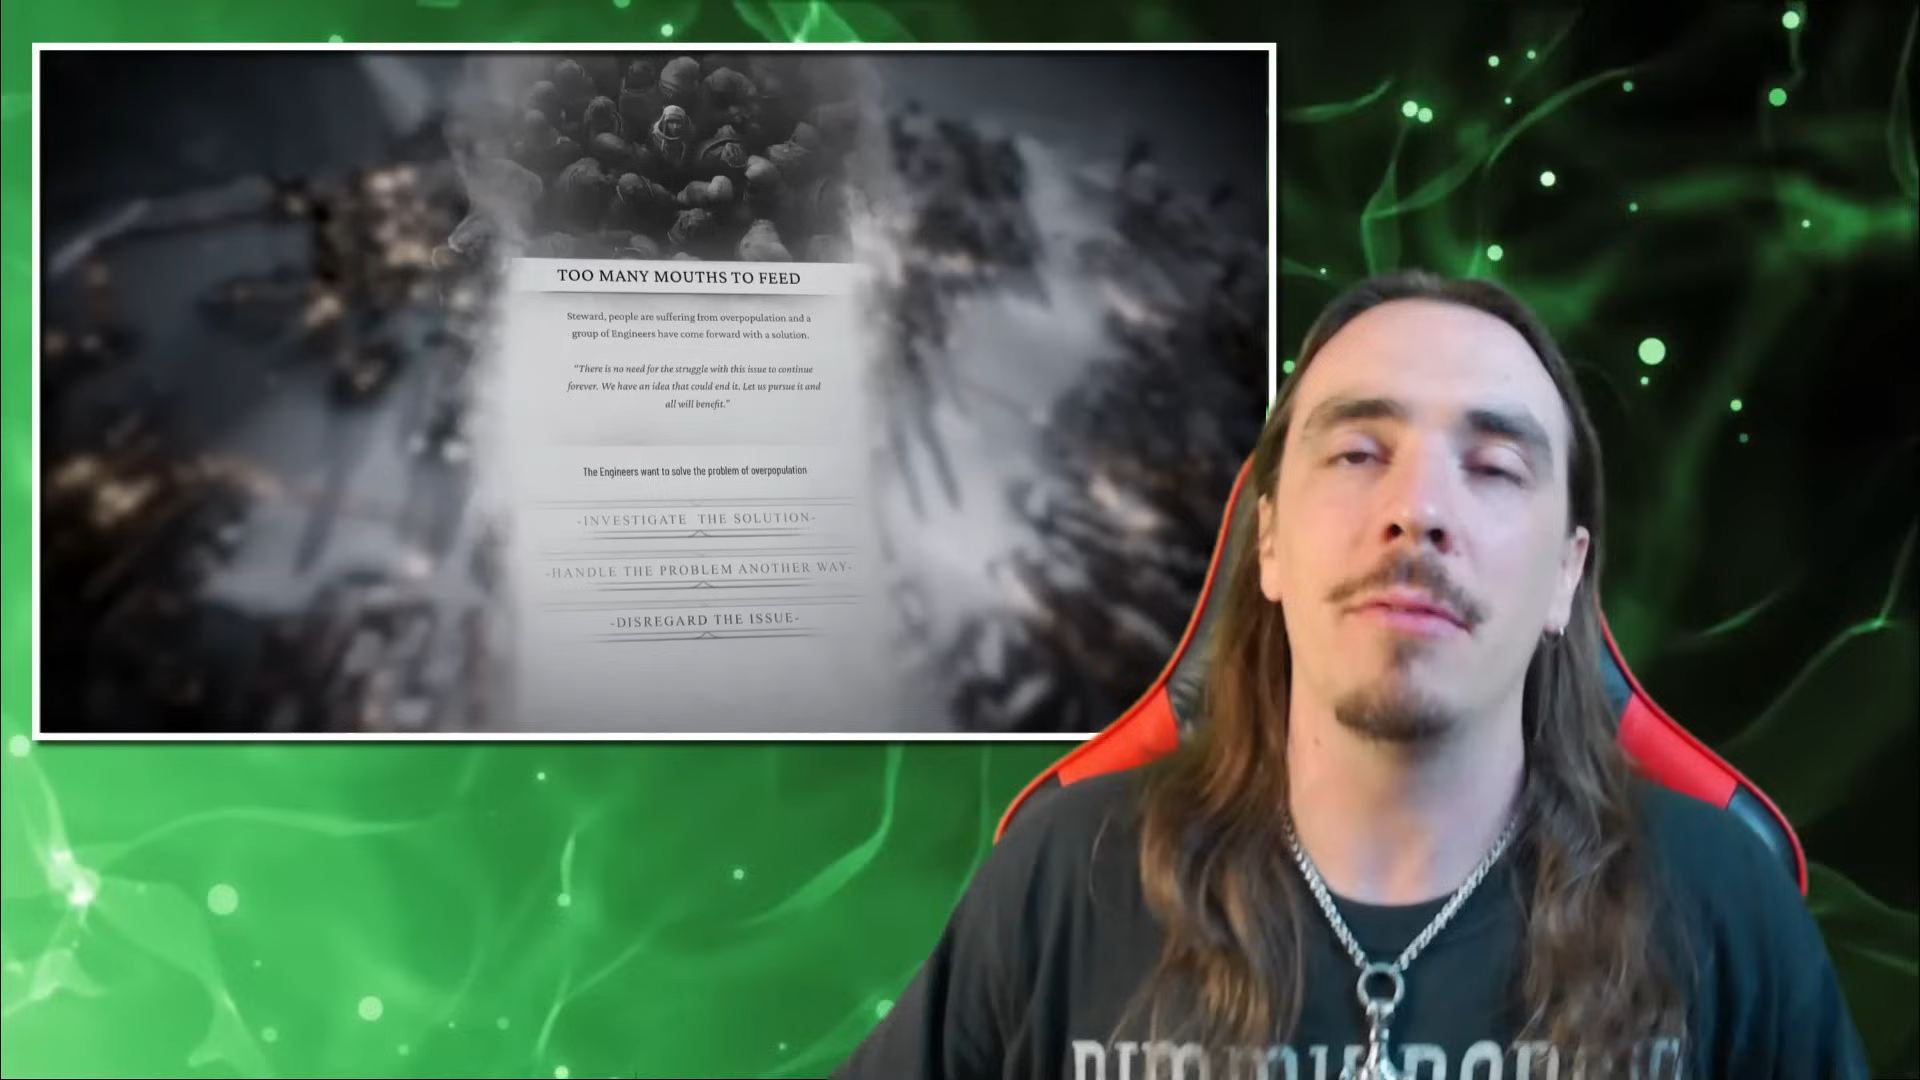 TOO MANY MOUTHS TO FEED
Steward, people are suffering from overpopulation and a
group of Engineers have come forward with a solution.
"There is no need for the struggle with this issue to continue
forever. We have an idea that could end it. Let us pursue it and
all will benefit."
The Engineers want to solve the problem of overpopulation
-INVESTIGATE THE SOLUTION-
-HANDLE THE PROBLEM ANOTHER WAY-
-DISREGARD THE ISSUE-